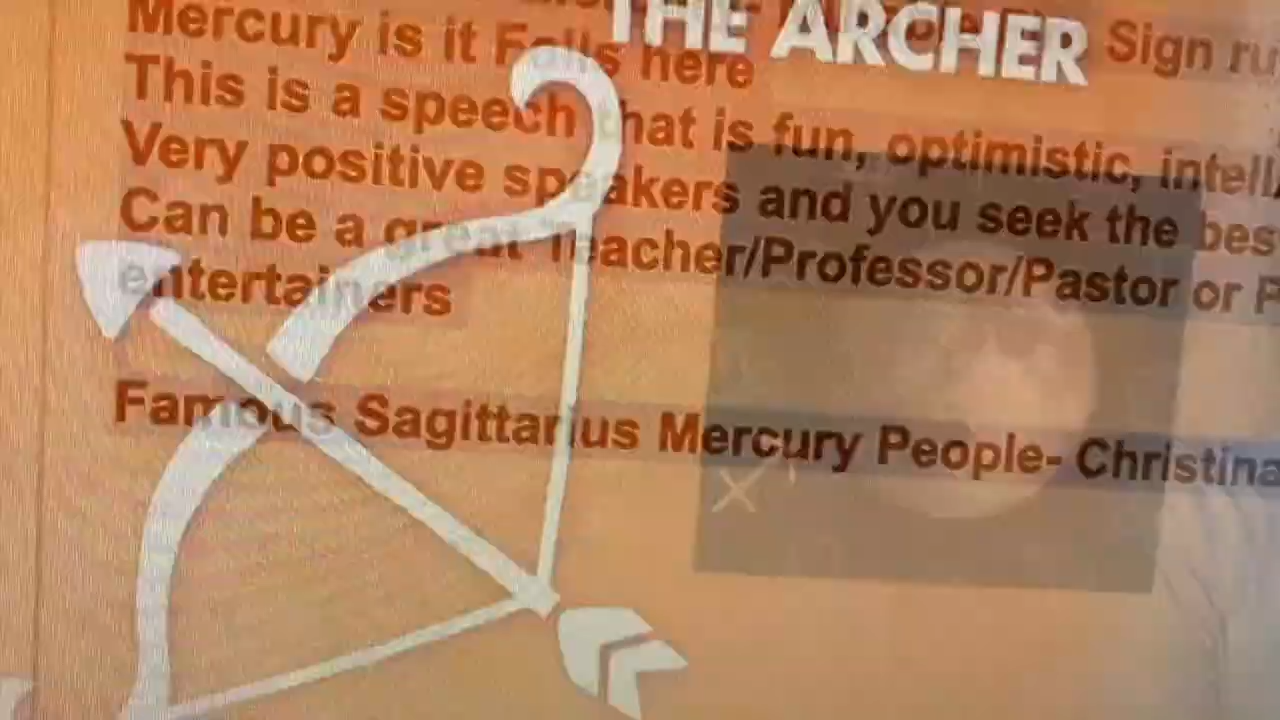 THE ARCHER
Mercury is it Falls here
Sign
This is a speech that is fun, optimistic,
Very positive speakers and you seek the
Can be a great Teacher/Professor/Pastor or
entertainers
Famous Sagittarius Mercury People- Christina